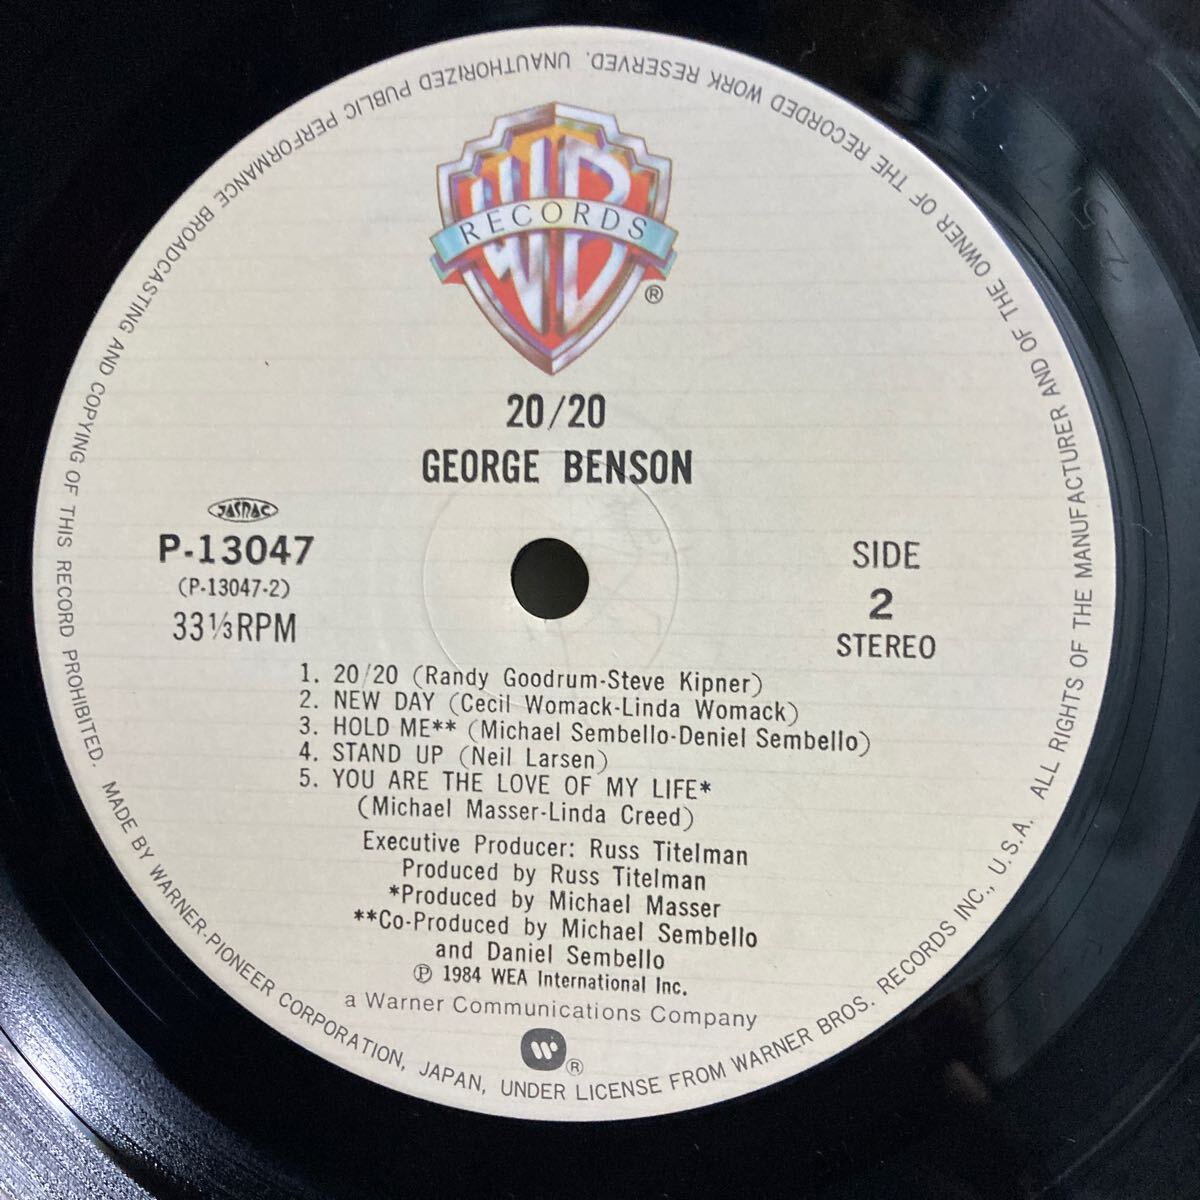 WB
RECORDS
®
20/20
GEORGE BENSON
JASRAC
P-13047
(P-13047-2)
33⅓RPM
SIDE
2
STEREO
1. 20/20 (Randy Goodrum-Steve Kipner)
2. NEW DAY (Cecil Womack-Linda Womack)
3. HOLD ME** (Michael Sembello-Deniel Sembello)
4. STAND UP (Neil Larsen)
5. YOU ARE THE LOVE OF MY LIFE*
(Michael Masser-Linda Creed)
Executive Producer: Russ Titelman
Produced by Russ Titelman
*Produced by Michael Masser
**Co-Produced by Michael Sembello
and Daniel Sembello
℗ 1984 WEA International Inc.
a Warner Communications Company
W ®
MADE BY WARNER-PIONEER CORPORATION, JAPAN, UNDER LICENSE FROM WARNER BROS. RECORDS INC., U.S.A. ALL RIGHTS OF THE MANUFACTURER AND OF THE OWNER OF THE RECORDED WORK RESERVED. UNAUTHORIZED PUBLIC PERFORMANCE BROADCASTING AND COPYING OF THIS RECORD PROHIBITED.